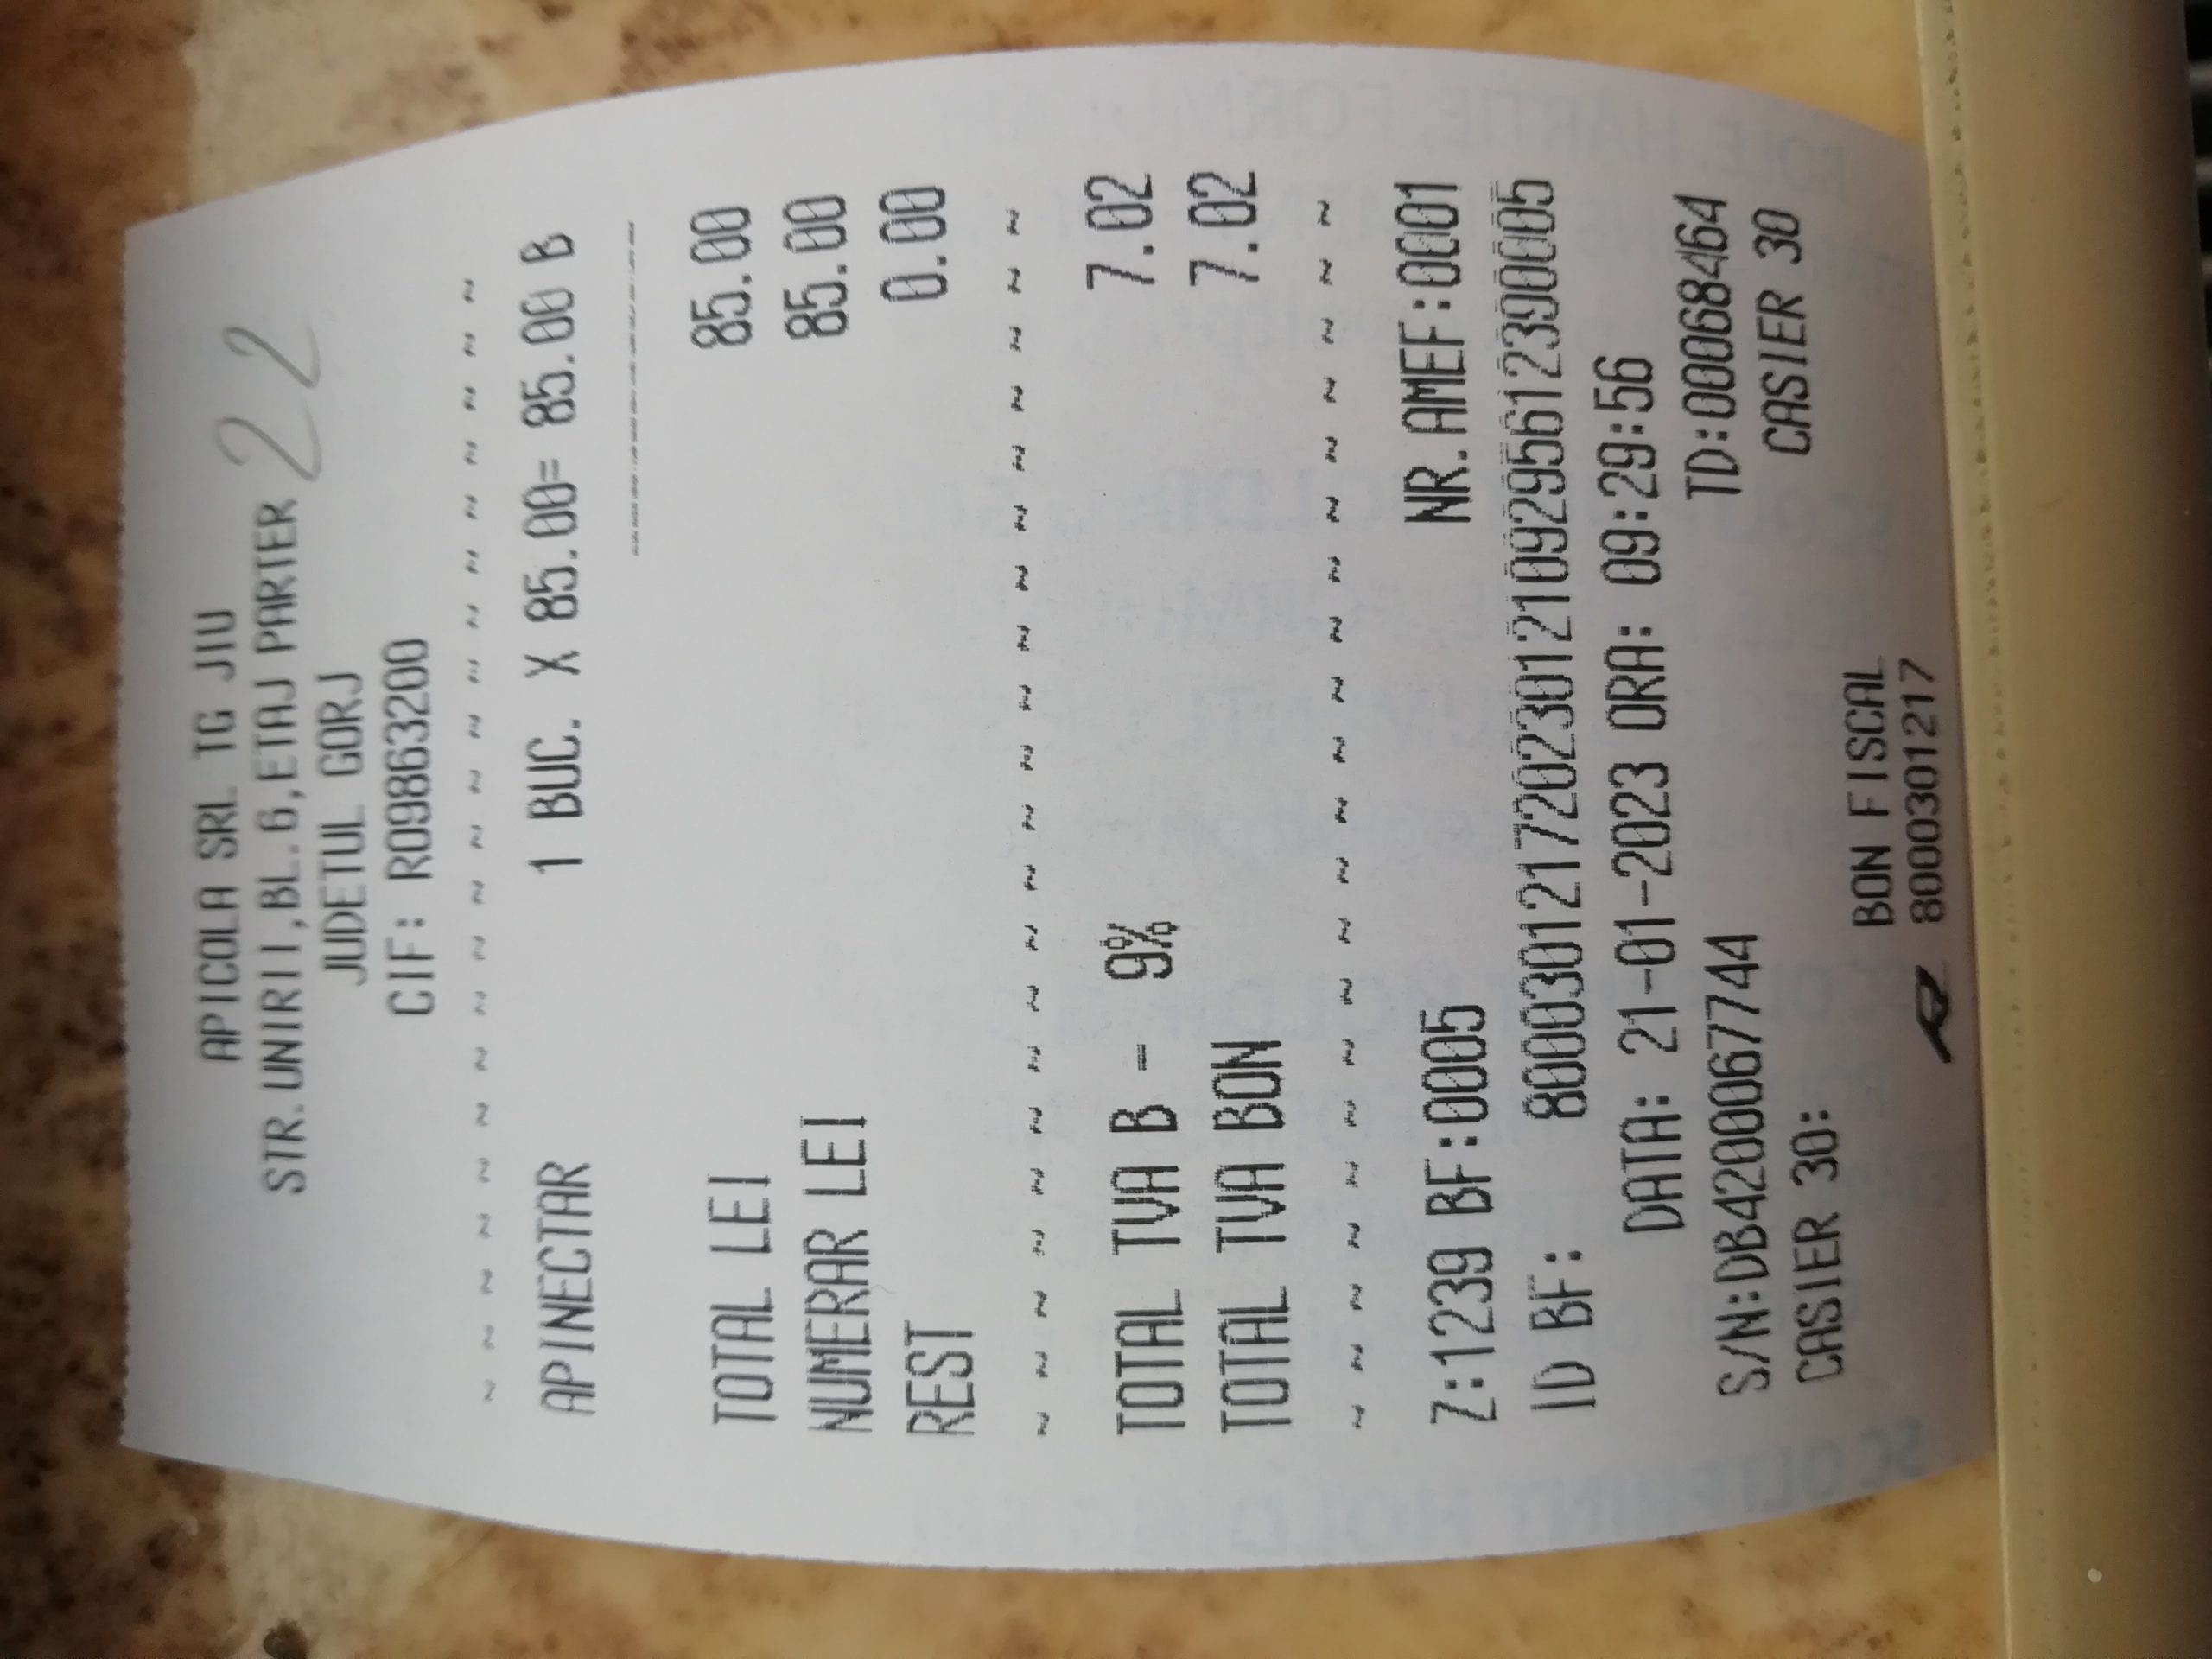 APICOLA SRL TG JIU
STR.UNIRII,BL.6,ETAJ PARTER
22
JUDETUL GORJ
CIF: RO9863200
~ ~ ~ ~ ~ ~ ~ ~ ~ ~ ~ ~ ~ ~ ~ ~ ~ ~ ~ ~ ~
1 BUC. X 85.00= 85.00 B
APINECTAR
TOTAL LEI 85.00
NUMERAR LEI 85.00
REST 0.00
~ ~ ~ ~ ~ ~ ~ ~ ~ ~ ~ ~ ~ ~ ~ ~ ~ ~ ~ ~ ~
TOTAL TVA B - 9% 7.02
TOTAL TVA BON 7.02
~ ~ ~ ~ ~ ~ ~ ~ ~ ~ ~ ~ ~ ~ ~ ~ ~ ~ ~ ~ ~
Z:1239 BF:0005 NR.AMEF:0001
ID BF: 80003012172023012109295612390005
DATA: 21-01-2023 ORA: 09:29:56
S/N:DB4200067744 TD:00068464
CASIER 30: CASIER 30
BON FISCAL
8000301217